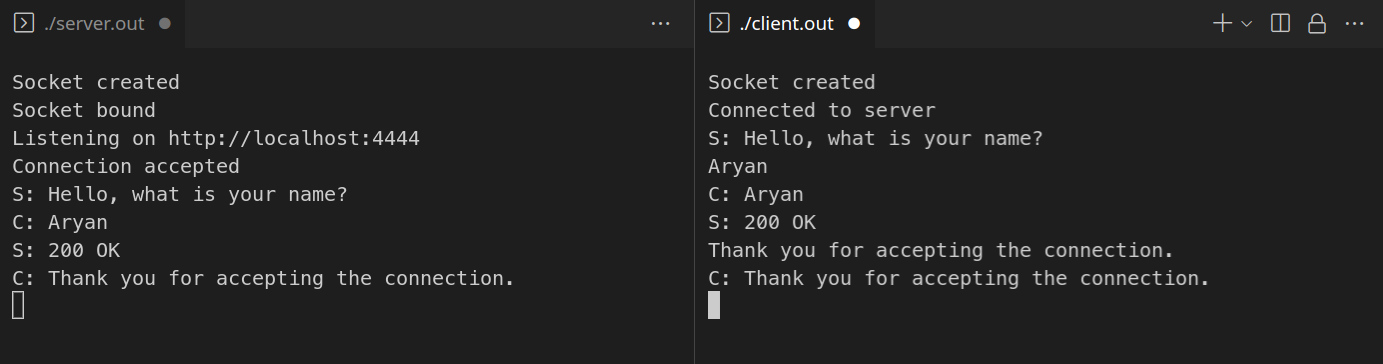 ./server.out
Socket created
Socket bound
Listening on http://localhost:4444
Connection accepted
S: Hello, what is your name?
C: Aryan
S: 200 OK
C: Thank you for accepting the connection.
./client.out
Socket created
Connected to server
S: Hello, what is your name?
Aryan
C: Aryan
S: 200 OK
Thank you for accepting the connection.
C: Thank you for accepting the connection.